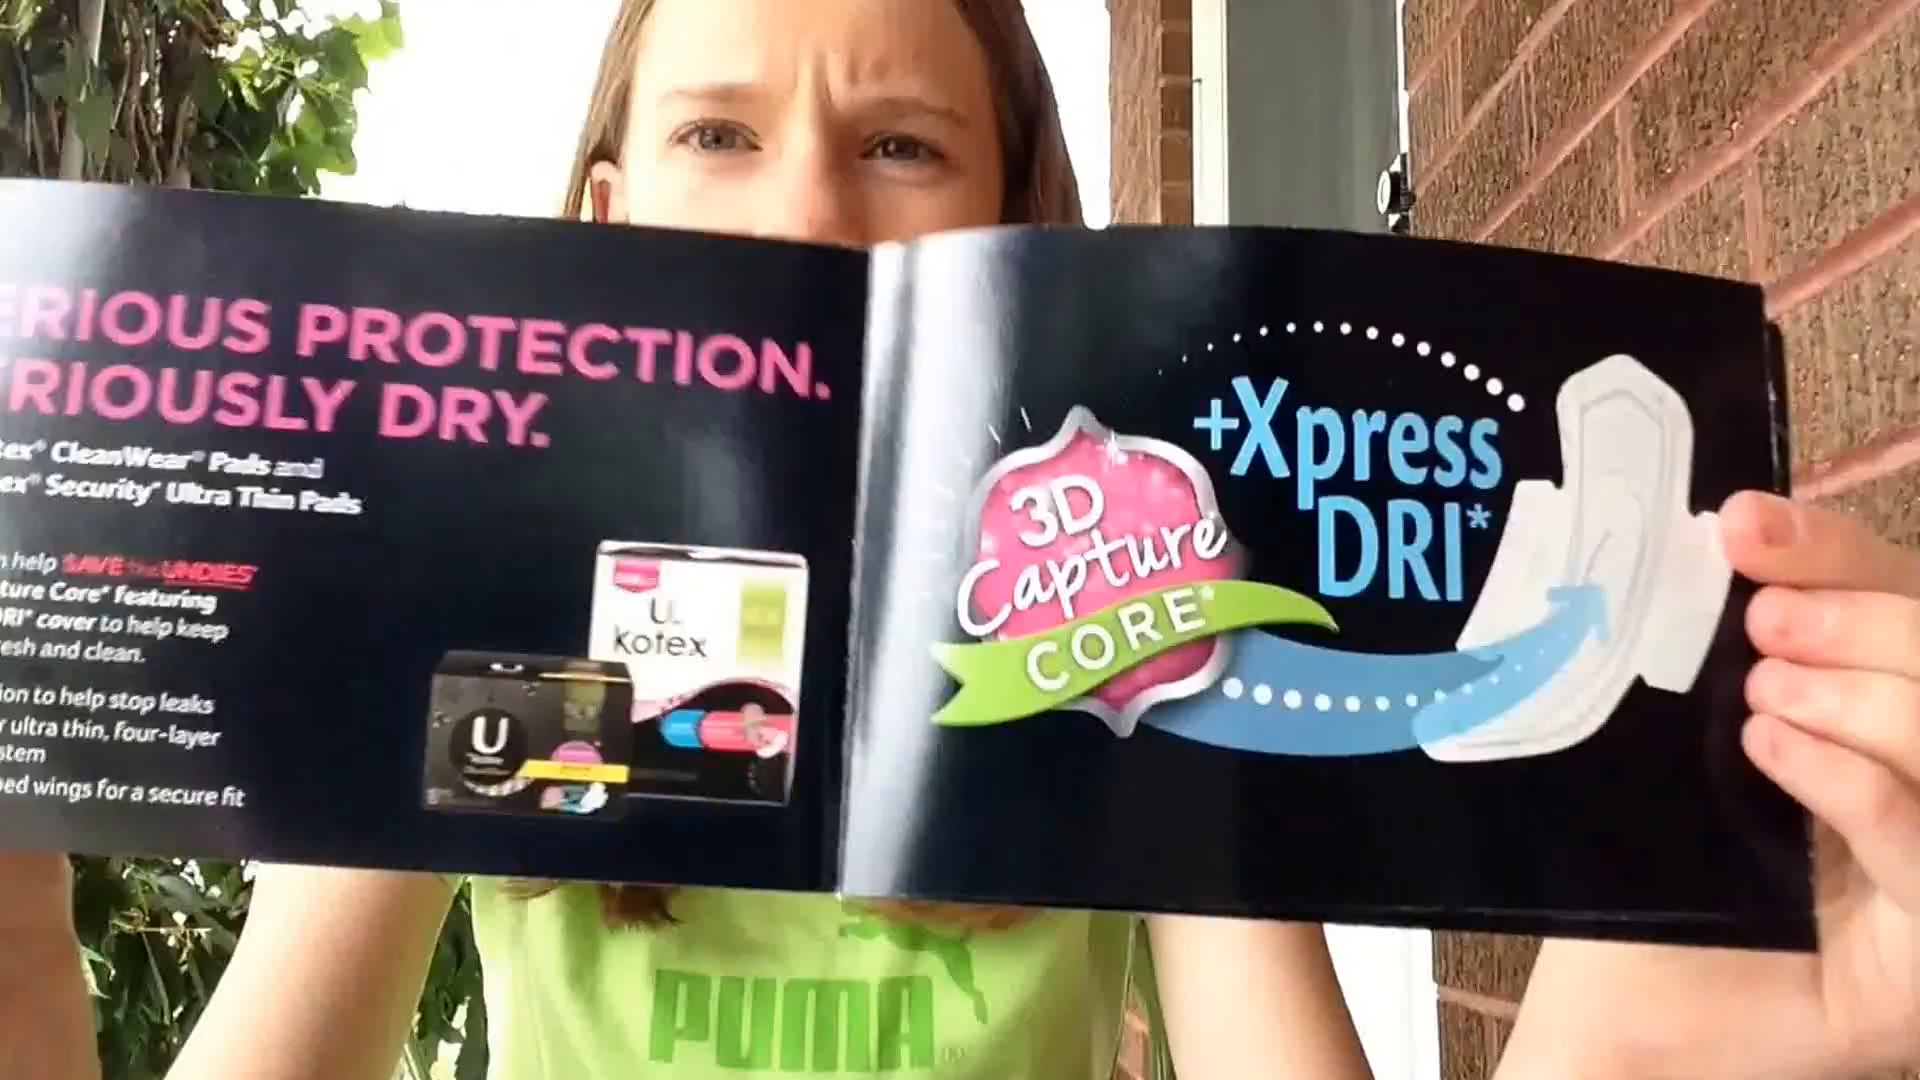 ERIOUS PROTECTION.
RIOUSLY DRY.
tex® CleanWear® Pads and
ex® Security® Ultra Thin Pads
help SAVE the UNDIES
ture Core* featuring
DRI* cover to help keep
esh and clean.
ion to help stop leaks
r ultra thin, four-layer
stem
ped wings for a secure fit
U
kotex
U
3D
Capture
CORE*
+Xpress
DRI*
PUMA